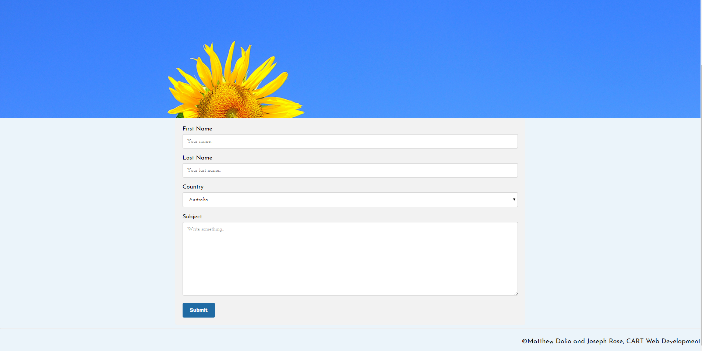 First Name
Your name..
Last Name
Your last name..
Country
Australia
Subject
Write something..
Submit
©Matthew Dolio and Joseph Rose, CART Web Development